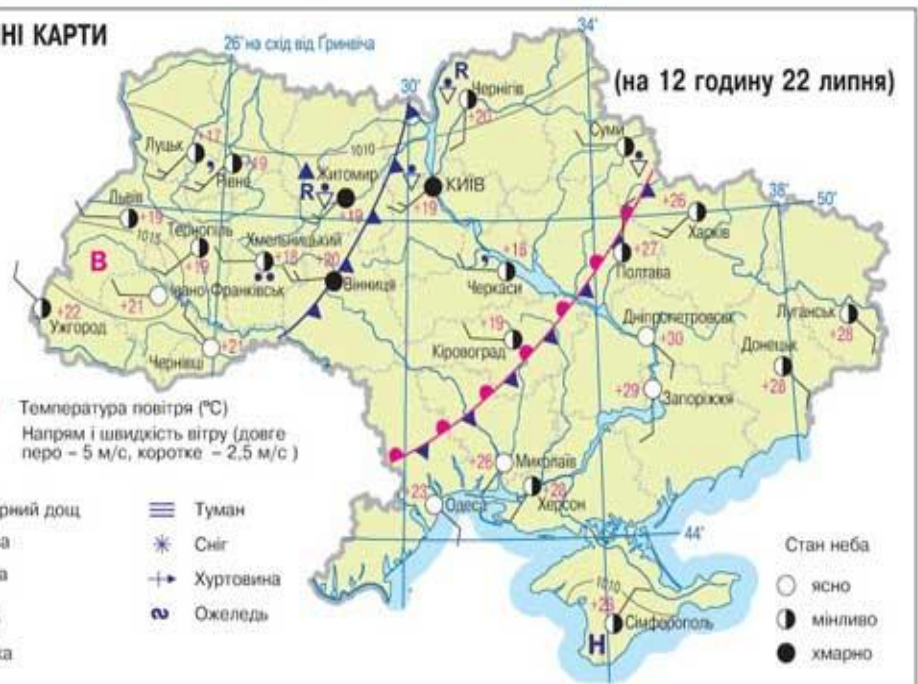 НІ КАРТИ
(на 12 годину 22 липня)
26° на схід від Ґринвіча
30°
34°
38°
50°
44°
R
Чернігів
+20
Суми
1010
Луцьк
+17
Рівне
+19
Житомир
R
+19
КИЇВ
+19
+26
Харків
Львів
+19
1015
Тернопіль
+19
Хмельницький
+18
+20
Вінниця
+18
Черкаси
+27
Полтава
В
+21
Івано-Франківськ
+22
Ужгород
Чернівці
+21
+19
Кіровоград
Дніпропетровськ
+30
Луганськ
+28
Донецьк
+28
+29
Запоріжжя
+26
Миколаїв
+28
Херсон
+23
Одеса
1010
Сімферополь
Н
Температура повітря (°С)
Напрям і швидкість вітру (довге
перо – 5 м/с, коротке – 2,5 м/с )
рний дощ
Туман
Сніг
Хуртовина
Ожеледь
Стан неба
ясно
мінливо
хмарно